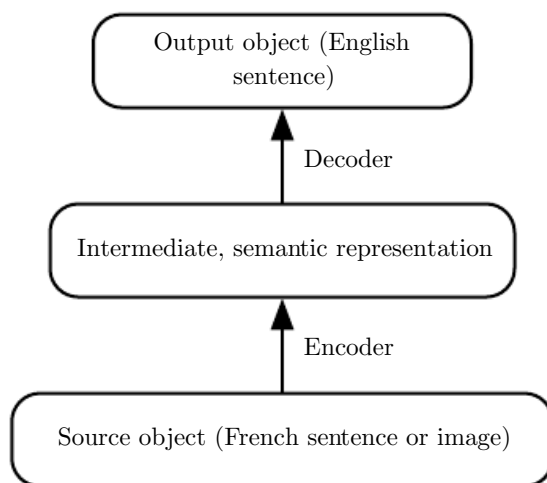 Output object (English
sentence)
Decoder
Intermediate, semantic representation
Encoder
Source object (French sentence or image)